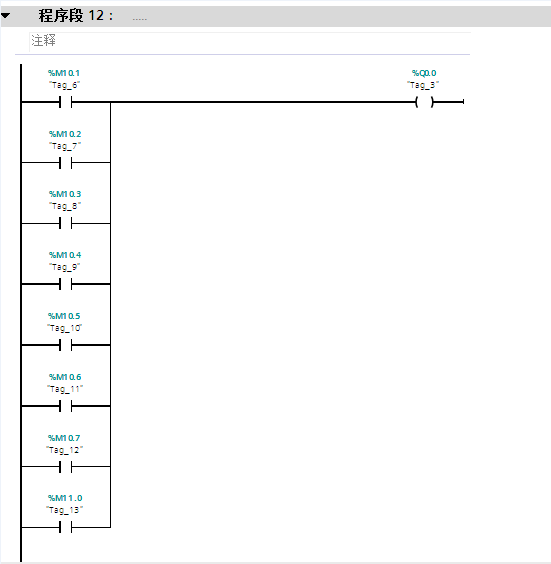 程序段 12： .....
注释
%M10.1 %Q0.0
"Tag_6" "Tag_3"
%M10.2
"Tag_7"
%M10.3
"Tag_8"
%M10.4
"Tag_9"
%M10.5
"Tag_10"
%M10.6
"Tag_11"
%M10.7
"Tag_12"
%M11.0
"Tag_13"